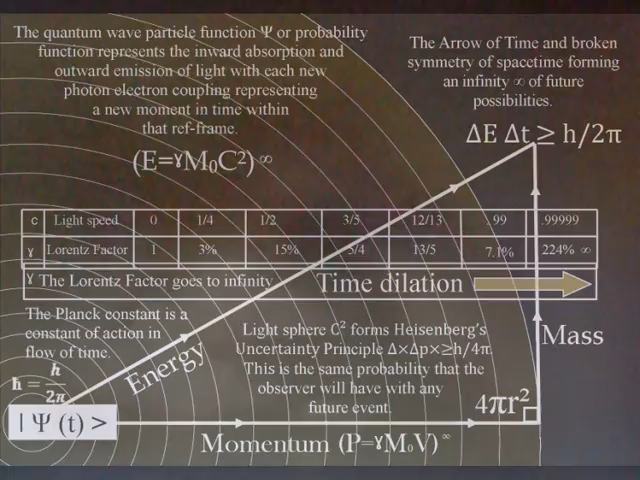 The quantum wave particle function Ψ or probability
function represents the inward absorption and
outward emission of light with each new
photon electron coupling representing
a new moment in time within
that ref-frame.
(E=ɣM₀C²)∞
The Arrow of Time and broken
symmetry of spacetime forming
an infinity ∞ of future
possibilities.
ΔE Δt ≥ h/2π
c Light speed 0 1/4 1/2 3/5 12/13 .99 .99999
ɣ Lorentz Factor 1 3% 15% 5/4 13/5 7.1% 224% ∞
ɣ The Lorentz Factor goes to infinity
Time dilation
The Planck constant is a
constant of action in
flow of time.
ħ = h/2π
Energy
Light sphere C² forms Heisenberg's
Uncertainty Principle Δ×Δp×≥h/4π.
This is the same probability that the
observer will have with any
future event.
Mass
4πr²
| Ψ (t) >
Momentum (P=ɣM₀V)∞